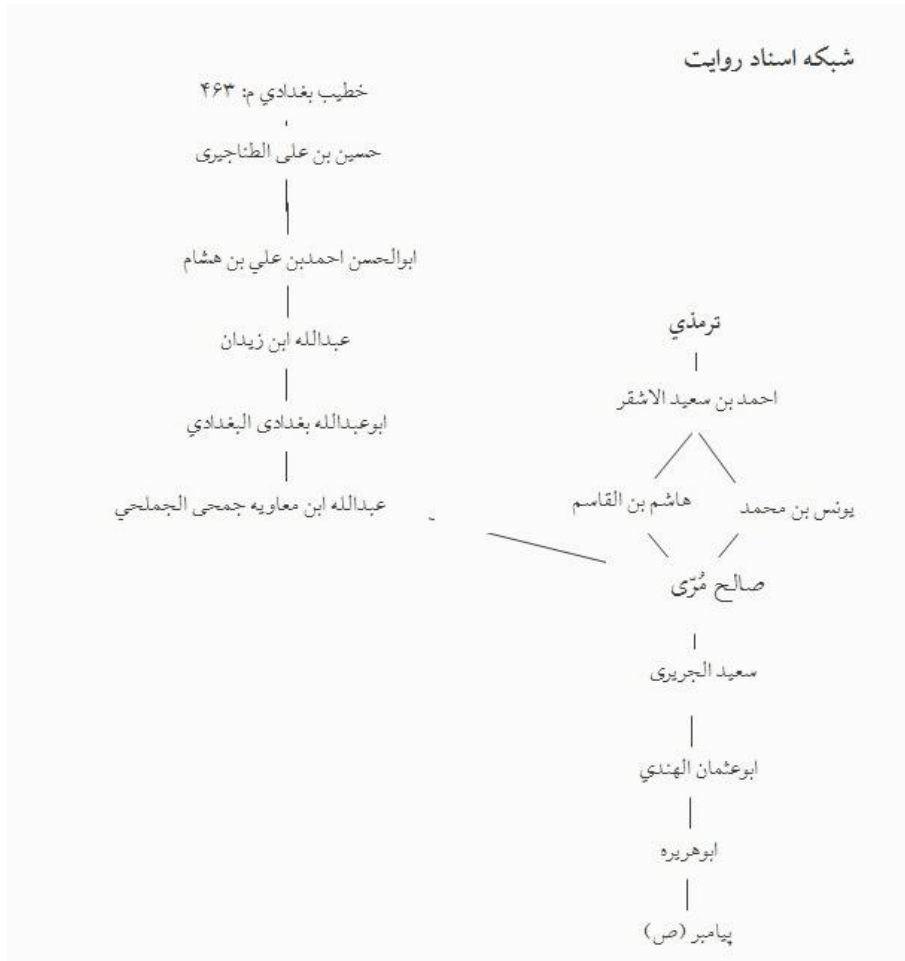 شبکه اسناد روایت
خطیب بغدادي م: ۴۶۳
حسین بن علی الطناجیری
ابوالحسن احمدبن علي بن هشام
عبدالله ابن زیدان
ابوعبدالله بغدادی البغدادي
عبدالله ابن معاویه جمحی الجملحي
ترمذي
احمد بن سعید الاشقر
یونس بن محمد
هاشم بن القاسم
صالح مُرّی
سعید الجریری
ابوعثمان الهندي
ابوهریره
پیامبر (ص)